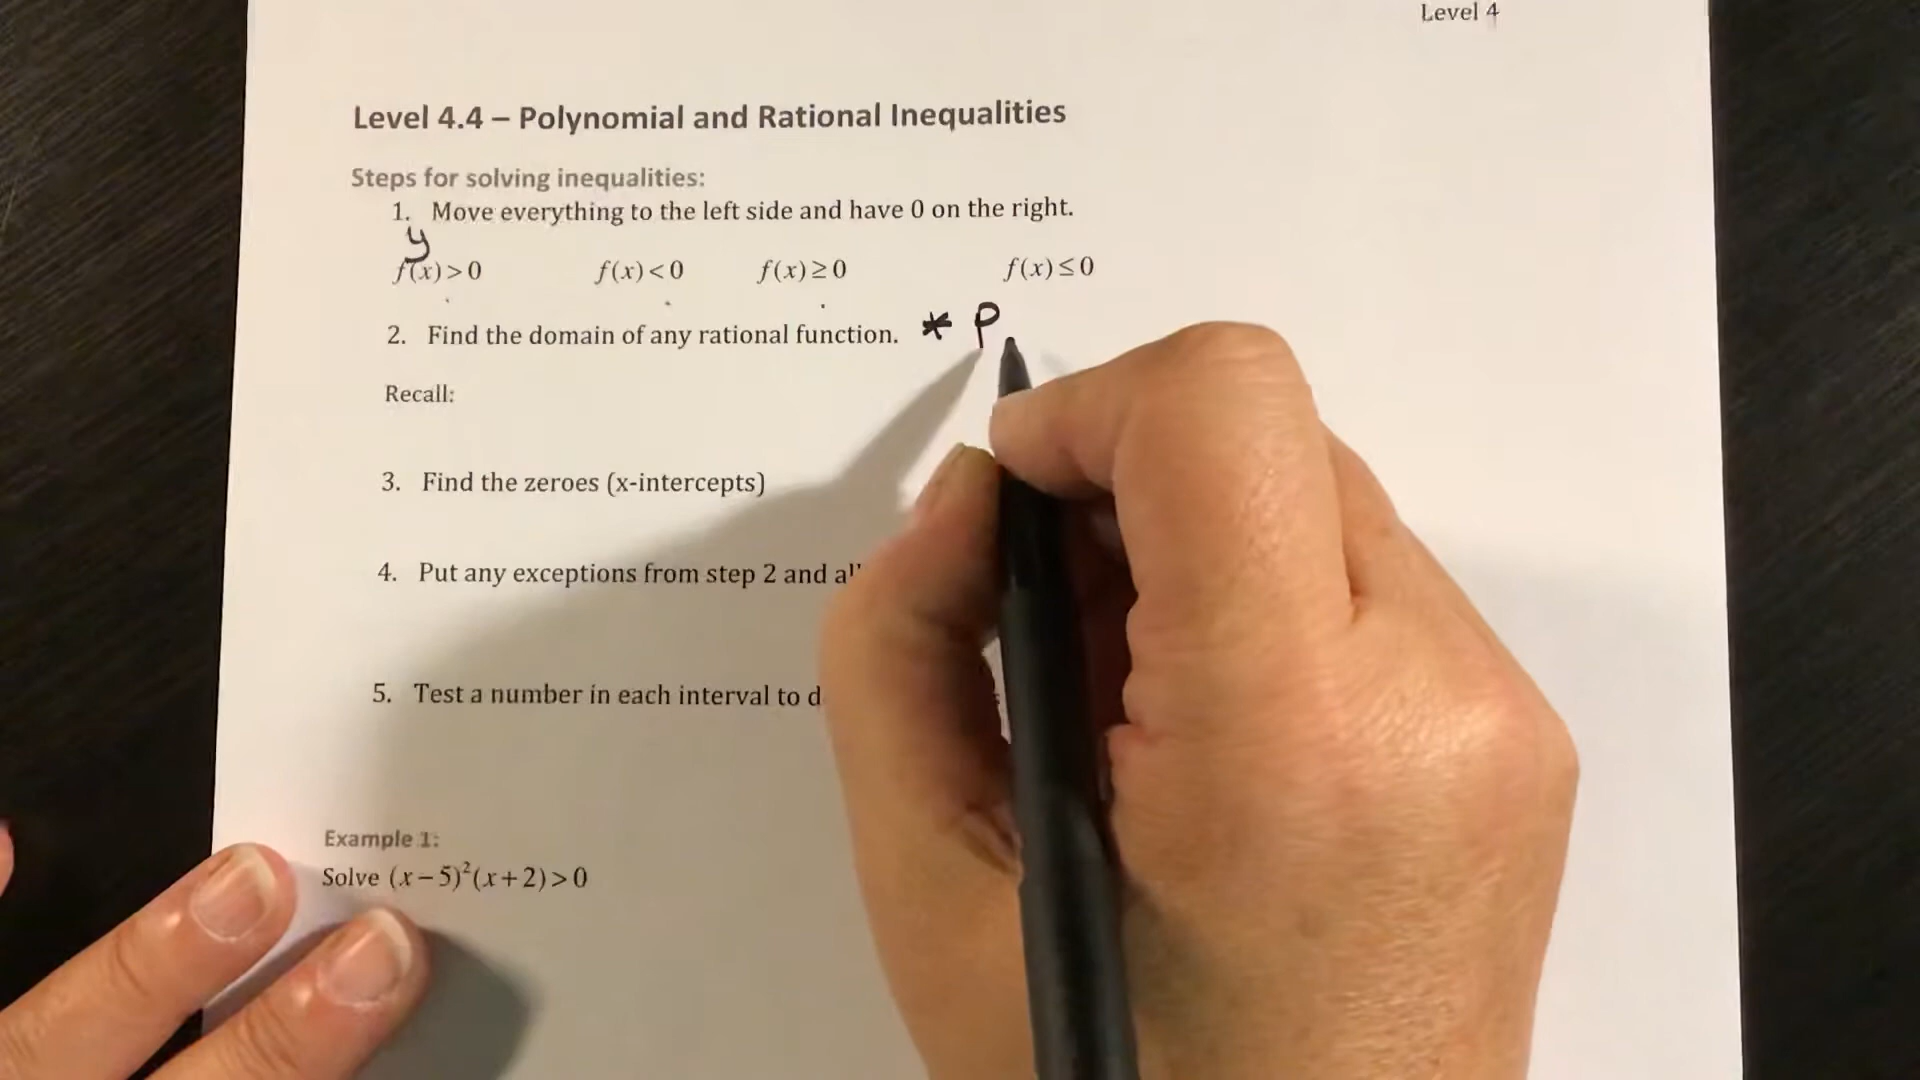 Level 4
Level 4.4 – Polynomial and Rational Inequalities
Steps for solving inequalities:
1. Move everything to the left side and have 0 on the right.
y
f(x)>0 f(x)<0 f(x)≥0 f(x)≤0
2. Find the domain of any rational function. * P
Recall:
3. Find the zeroes (x-intercepts)
4. Put any exceptions from step 2 and
5. Test a number in each interval to
Example 1:
Solve (x−5)²(x+2)>0